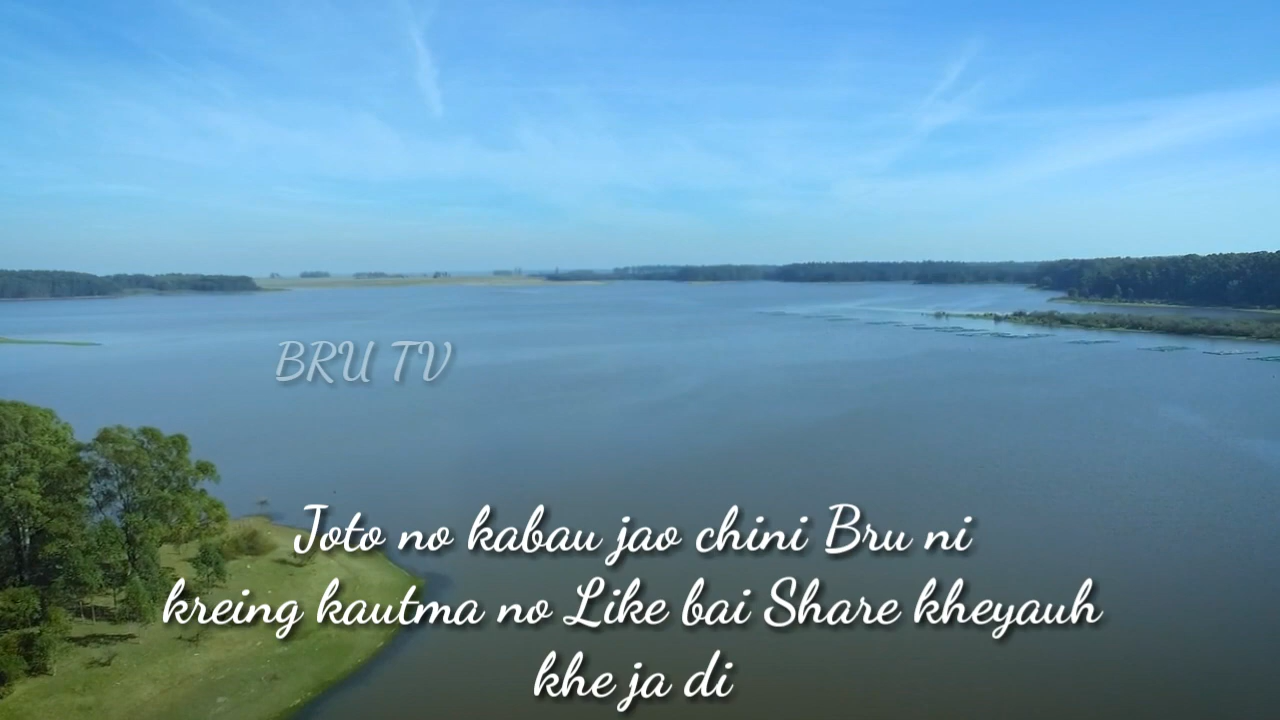 BRU TV
Joto no kabau jao chini Bru ni
kreing kautma no Like bai Share kheyauh
khe ja di